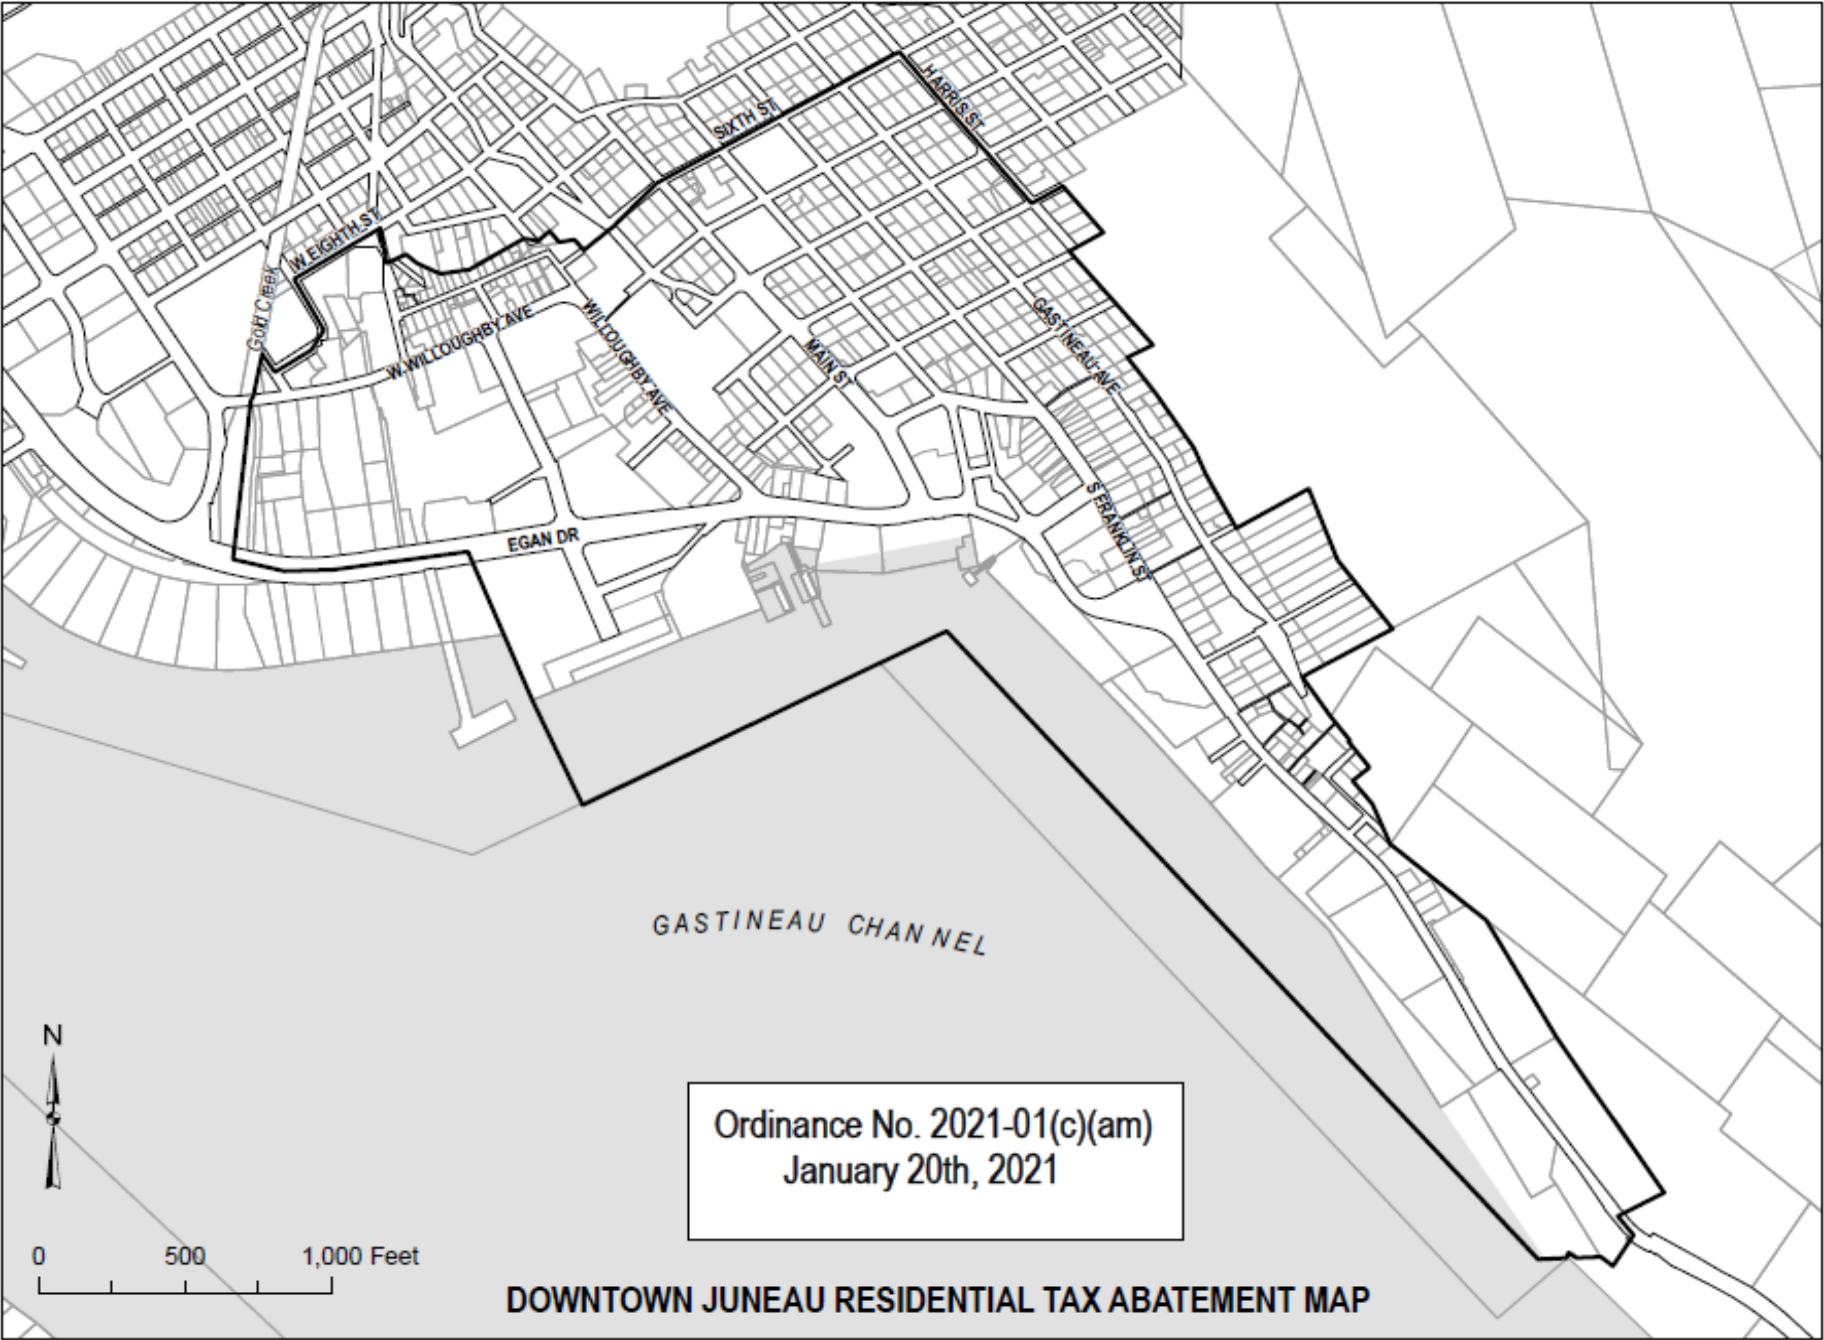 HARRIS ST
SIXTH ST
W. EIGHTH ST
Gold Creek
W. WILLOUGHBY AVE
WILLOUGHBY AVE
MAIN ST
GASTINEAU AVE
S FRANKLIN ST
EGAN DR
GASTINEAU CHANNEL
N
0 500 1,000 Feet
Ordinance No. 2021-01(c)(am)
January 20th, 2021
DOWNTOWN JUNEAU RESIDENTIAL TAX ABATEMENT MAP